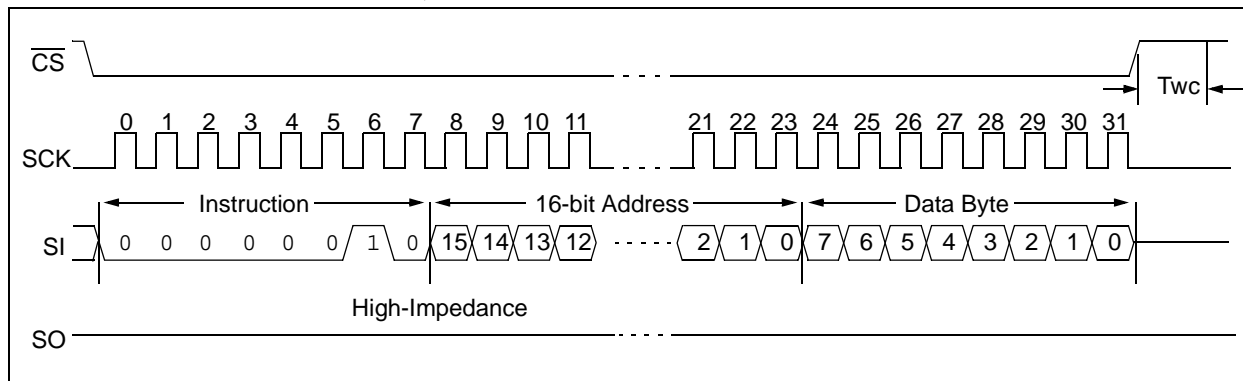 CS
Twc
0 1 2 3 4 5 6 7 8 9 10 11 21 22 23 24 25 26 27 28 29 30 31
SCK
Instruction 16-bit Address Data Byte
SI 0 0 0 0 0 0 1 0 15 14 13 12 2 1 0 7 6 5 4 3 2 1 0
High-Impedance
SO